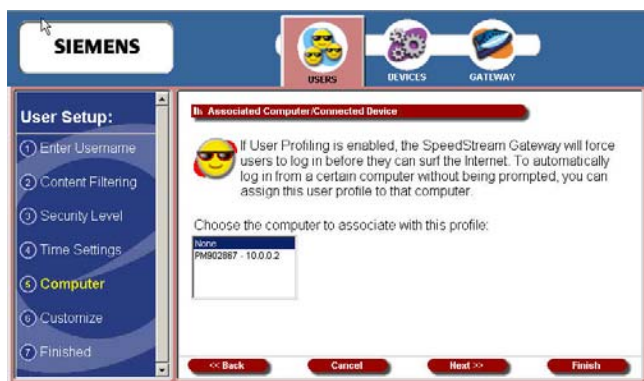 SIEMENS
USERS
DEVICES
GATEWAY
User Setup:
1 Enter Username
2 Content Filtering
3 Security Level
4 Time Settings
5 Computer
6 Customize
7 Finished
Associated Computer/Connected Device
If User Profiling is enabled, the SpeedStream Gateway will force
users to log in before they can surf the Internet. To automatically
log in from a certain computer without being prompted, you can
assign this user profile to that computer.
Choose the computer to associate with this profile:
None
PM902867 - 10.0.0.2
<< Back
Cancel
Next >>
Finish